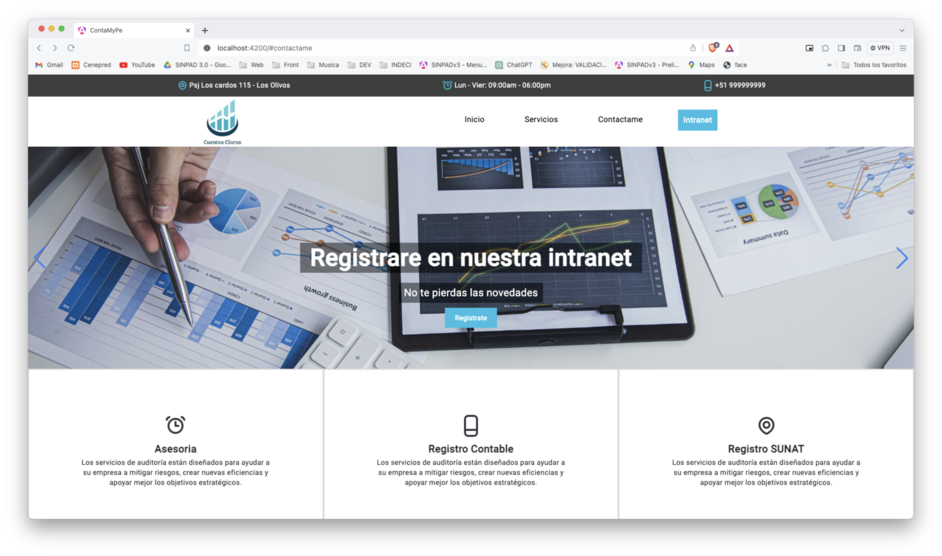 ContaMyPe
localhost:4200/#contactame
VPN
Gmail
Cenepred
YouTube
SINPAD 3.0 - Goo...
Web
Front
Musica
DEV
INDECI
SINPADv3 - Menu...
ChatGPT
Mejora: VALIDACI...
SINPADv3 - Preli...
Maps
face
»
Todos los favoritos
Psj Los cardos 115 - Los Olivos
Lun - Vier: 09:00am - 06:00pm
+51 999999999
Cuentas Claras
Inicio
Servicios
Contactame
Intranet
Data summary
Business growth
Registrare en nuestra intranet
No te pierdas las novedades
Registrate
Asesoria
Los servicios de auditoría están diseñados para ayudar a
su empresa a mitigar riesgos, crear nuevas eficiencias y
apoyar mejor los objetivos estratégicos.
Registro Contable
Los servicios de auditoría están diseñados para ayudar a
su empresa a mitigar riesgos, crear nuevas eficiencias y
apoyar mejor los objetivos estratégicos.
Registro SUNAT
Los servicios de auditoría están diseñados para ayudar a
su empresa a mitigar riesgos, crear nuevas eficiencias y
apoyar mejor los objetivos estratégicos.